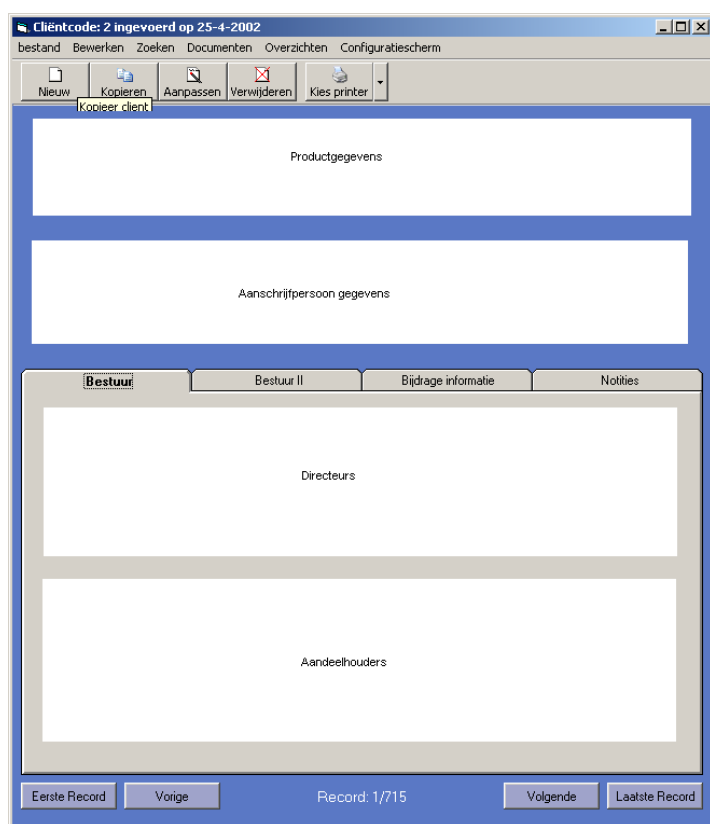 Cliëntcode: 2 ingevoerd op 25-4-2002
bestand Bewerken Zoeken Documenten Overzichten Configuratiescherm
Nieuw Kopieren Aanpassen Verwijderen Kies printer
Kopieer client
Productgegevens
Aanschrijfpersoon gegevens
Bestuur Bestuur II Bijdrage informatie Notities
Directeurs
Aandeelhouders
Eerste Record Vorige Record: 1/715 Volgende Laatste Record